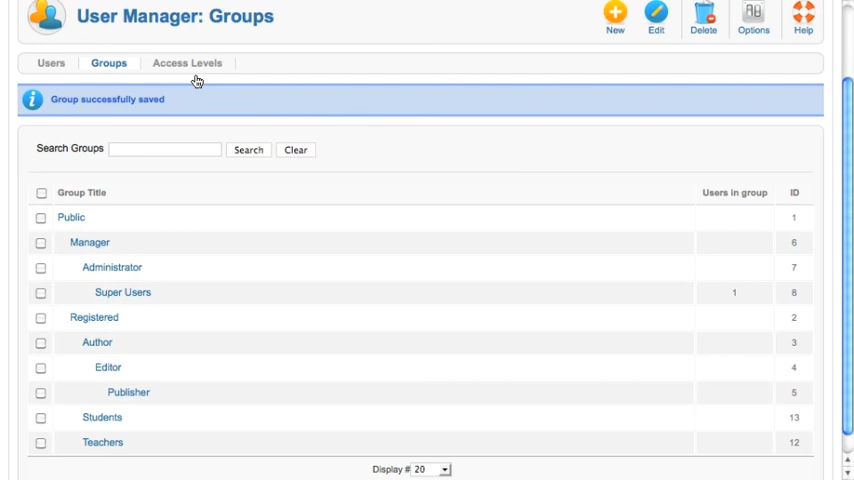 User Manager: Groups
New Edit Delete Options Help
Users Groups Access Levels
Group successfully saved
Search Groups Search Clear
Group Title Users in group ID
Public 1
Manager 6
Administrator 7
Super Users 1 8
Registered 2
Author 3
Editor 4
Publisher 5
Students 13
Teachers 12
Display # 20